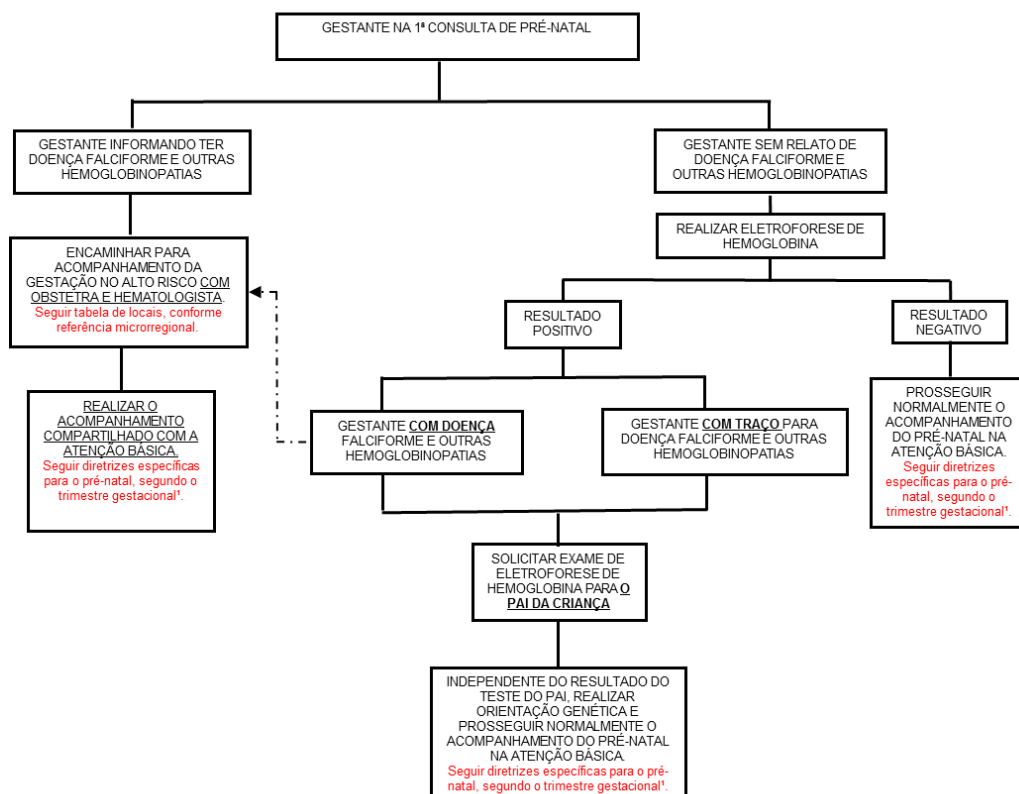 GESTANTE NA 1ª CONSULTA DE PRÉ-NATAL
GESTANTE INFORMANDO TER
DOENÇA FALCIFORME E OUTRAS
HEMOGLOBINOPATIAS
GESTANTE SEM RELATO DE
DOENÇA FALCIFORME E
OUTRAS HEMOGLOBINOPATIAS
REALIZAR ELETROFORESE DE
HEMOGLOBINA
ENCAMINHAR PARA
ACOMPANHAMENTO DA
GESTAÇÃO NO ALTO RISCO COM
OBSTETRA E HEMATOLOGISTA.
Seguir tabela de locais, conforme
referência microrregional.
RESULTADO
POSITIVO
RESULTADO
NEGATIVO
REALIZAR O
ACOMPANHAMENTO
COMPARTILHADO COM A
ATENÇÃO BÁSICA.
Seguir diretrizes específicas
para o pré-natal, segundo o
trimestre gestacional¹.
GESTANTE COM DOENÇA
FALCIFORME E OUTRAS
HEMOGLOBINOPATIAS
GESTANTE COM TRAÇO PARA
DOENÇA FALCIFORME E OUTRAS
HEMOGLOBINOPATIAS
PROSSEGUIR
NORMALMENTE O
ACOMPANHAMENTO
DO PRÉ-NATAL NA
ATENÇÃO BÁSICA.
Seguir diretrizes
específicas para o pré-
natal, segundo o
trimestre gestacional¹.
SOLICITAR EXAME DE
ELETROFORESE DE
HEMOGLOBINA PARA O
PAI DA CRIANÇA
INDEPENDENTE DO RESULTADO DO
TESTE DO PAI, REALIZAR
ORIENTAÇÃO GENÉTICA E
PROSSEGUIR NORMALMENTE O
ACOMPANHAMENTO DO PRÉ-NATAL
NA ATENÇÃO BÁSICA.
Seguir diretrizes específicas para o pré-
natal, segundo o trimestre gestacional¹.